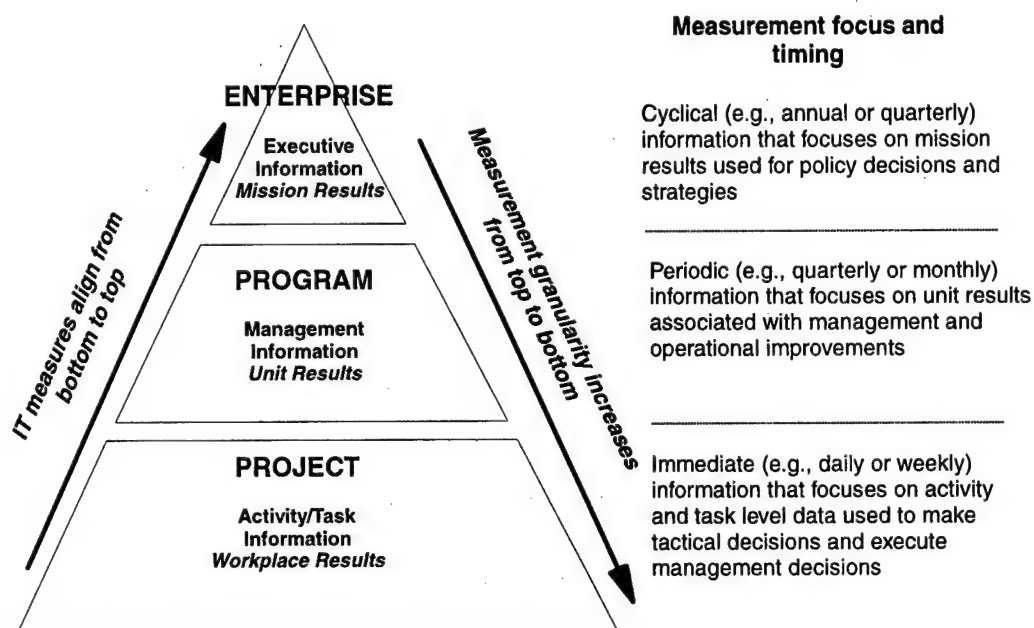 Measurement focus and
timing
ENTERPRISE
Executive
Information
Mission Results
Cyclical (e.g., annual or quarterly)
information that focuses on mission
results used for policy decisions and
strategies
IT measures align from
bottom to top
Measurement granularity increases
from top to bottom
PROGRAM
Management
Information
Unit Results
Periodic (e.g., quarterly or monthly)
information that focuses on unit results
associated with management and
operational improvements
PROJECT
Activity/Task
Information
Workplace Results
Immediate (e.g., daily or weekly)
information that focuses on activity
and task level data used to make
tactical decisions and execute
management decisions